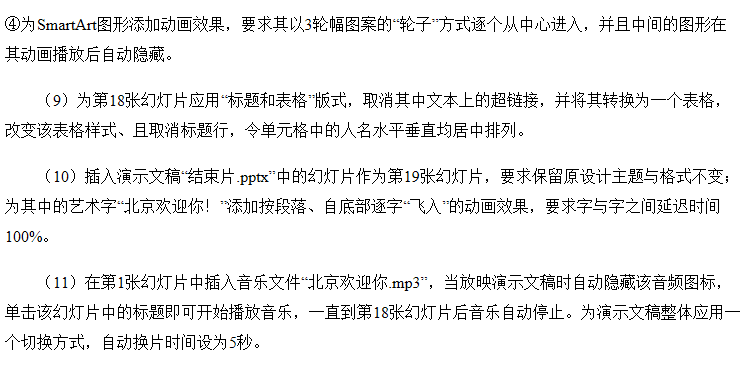 ④为SmartArt图形添加动画效果，要求其以3轮幅图案的“轮子”方式逐个从中心进入，并且中间的图形在
其动画播放后自动隐藏。
（9）为第18张幻灯片应用“标题和表格”版式，取消其中文本上的超链接，并将其转换为一个表格，
改变该表格样式、且取消标题行，令单元格中的人名水平垂直均居中排列。
（10）插入演示文稿“结束片.pptx”中的幻灯片作为第19张幻灯片，要求保留原设计主题与格式不变；
为其中的艺术字“北京欢迎你！”添加按段落、自底部逐字“飞入”的动画效果，要求字与字之间延迟时间
100%。
（11）在第1张幻灯片中插入音乐文件“北京欢迎你.mp3”，当放映演示文稿时自动隐藏该音频图标，
单击该幻灯片中的标题即可开始播放音乐，一直到第18张幻灯片后音乐自动停止。为演示文稿整体应用一
个切换方式，自动换片时间设为5秒。